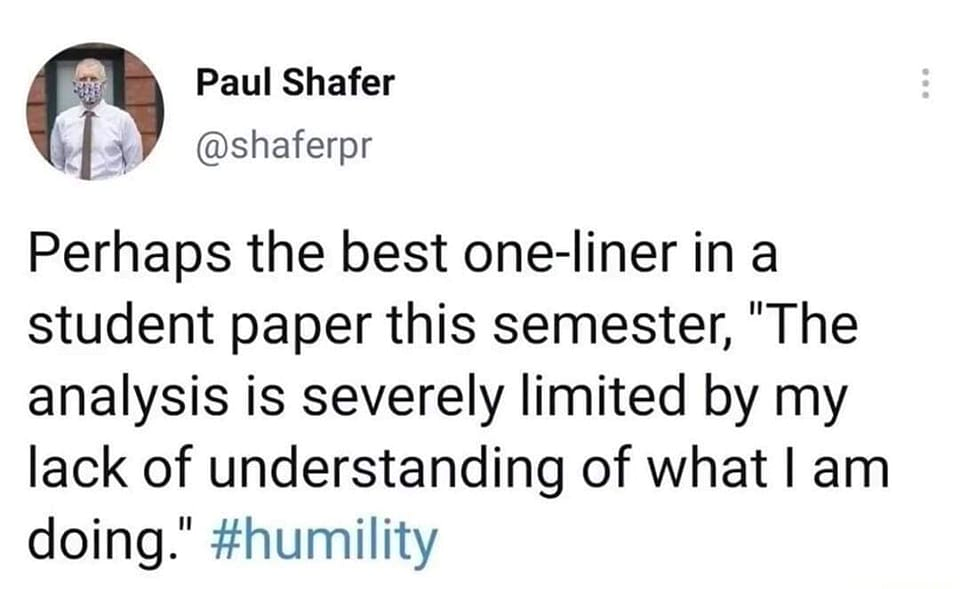 Paul Shafer
@shaferpr
Perhaps the best one-liner in a
student paper this semester, "The
analysis is severely limited by my
lack of understanding of what I am
doing." #humility